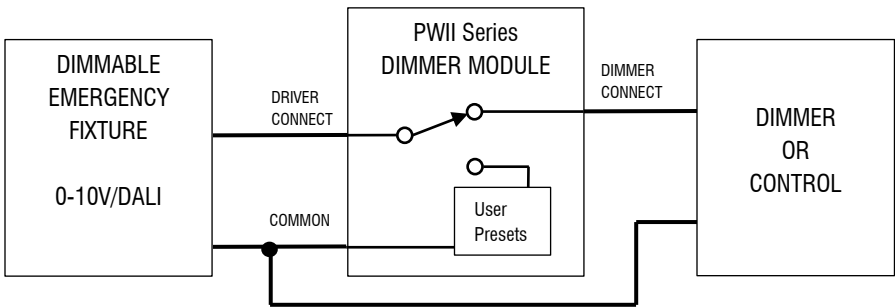 DIMMABLE
EMERGENCY
FIXTURE
0-10V/DALI
DRIVER
CONNECT
COMMON
PWII Series
DIMMER MODULE
User
Presets
DIMMER
CONNECT
DIMMER
OR
CONTROL